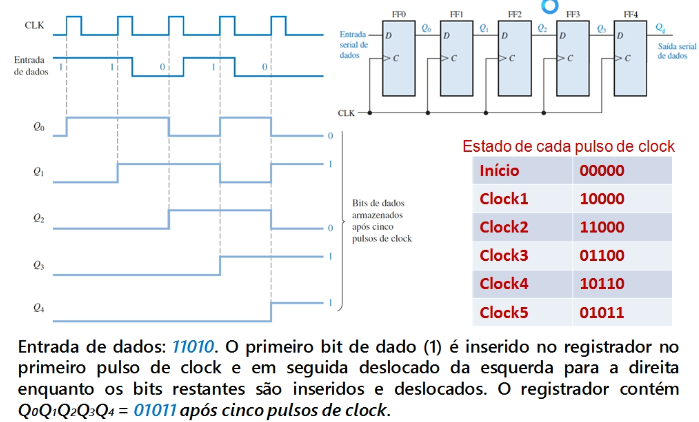 CLK
Entrada
de dados
1 1 0 1 0
Q0
0
Q1
1
Q2
0
Q3
1
Q4
1
Bits de dados
armazenados
após cinco
pulsos de clock
FF0 FF1 FF2 FF3 FF4
Entrada
serial de
dados
D Q0 D Q1 D Q2 D Q3 D Q4
C C C C C
Saída serial
de dados
CLK
Estado de cada pulso de clock
Início 00000
Clock1 10000
Clock2 11000
Clock3 01100
Clock4 10110
Clock5 01011
Entrada de dados: 11010. O primeiro bit de dado (1) é inserido no registrador no
primeiro pulso de clock e em seguida deslocado da esquerda para a direita
enquanto os bits restantes são inseridos e deslocados. O registrador contém
Q0Q1Q2Q3Q4 = 01011 após cinco pulsos de clock.